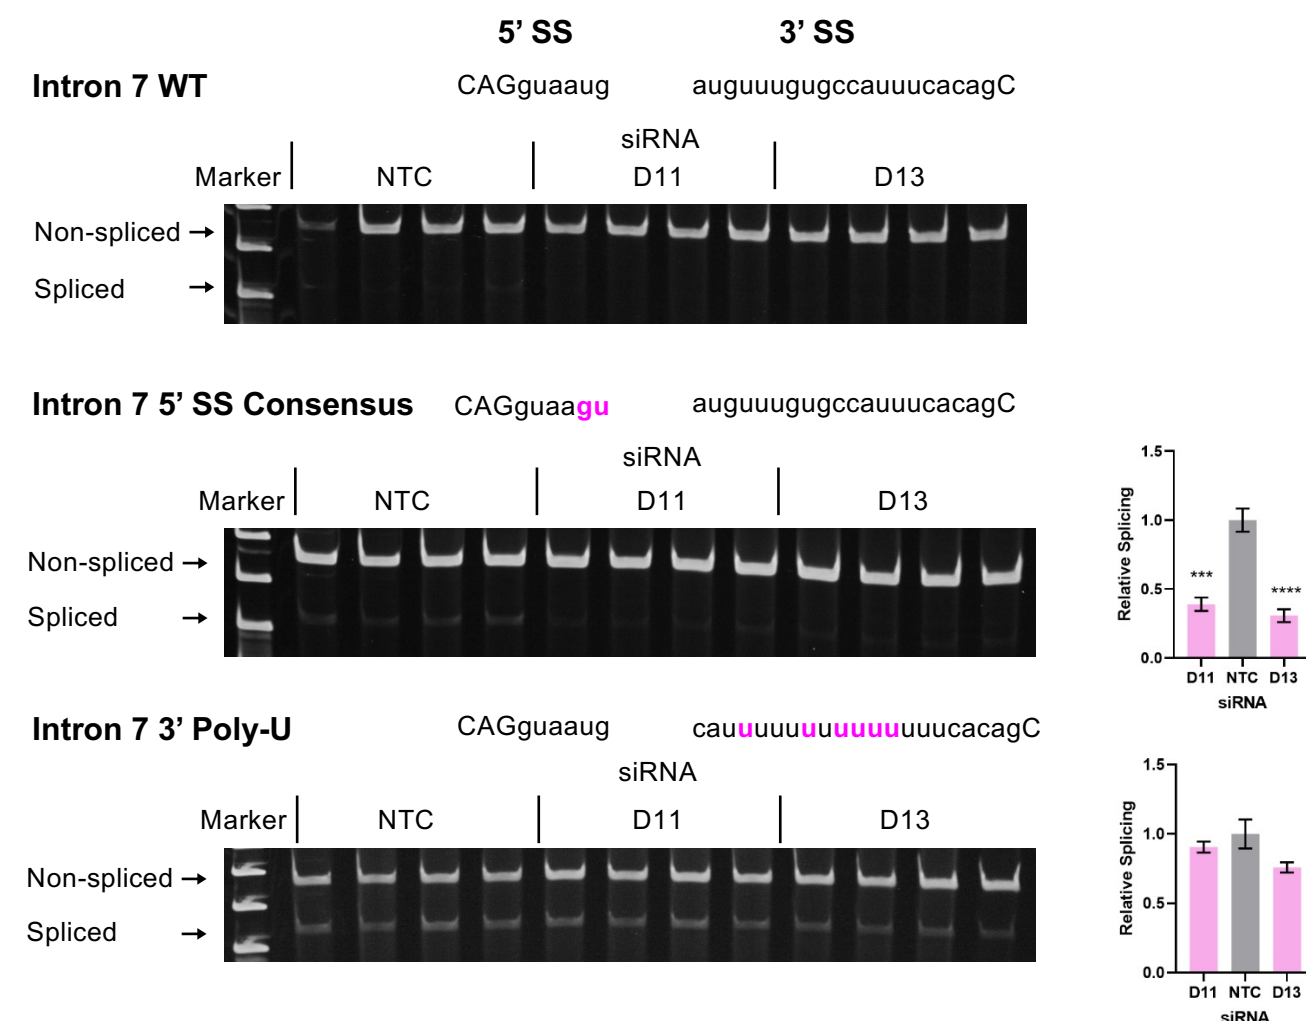 5’ SS 3’ SS
Intron 7 WT CAGguaaug auguuugugccauuucacagC
siRNA
Marker NTC D11 D13
Non-spliced →
Spliced →
Intron 7 5’ SS Consensus CAGguaagu auguuugugccauuucacagC
siRNA
Marker NTC D11 D13
Non-spliced →
Spliced →
1.5
1.0
0.5
0.0
Relative Splicing
***
****
D11 NTC D13
siRNA
Intron 7 3’ Poly-U CAGguaaug cauuuuuuuuuuuuuucacagC
siRNA
Marker NTC D11 D13
Non-spliced →
Spliced →
1.5
1.0
0.5
0.0
Relative Splicing
D11 NTC D13
siRNA